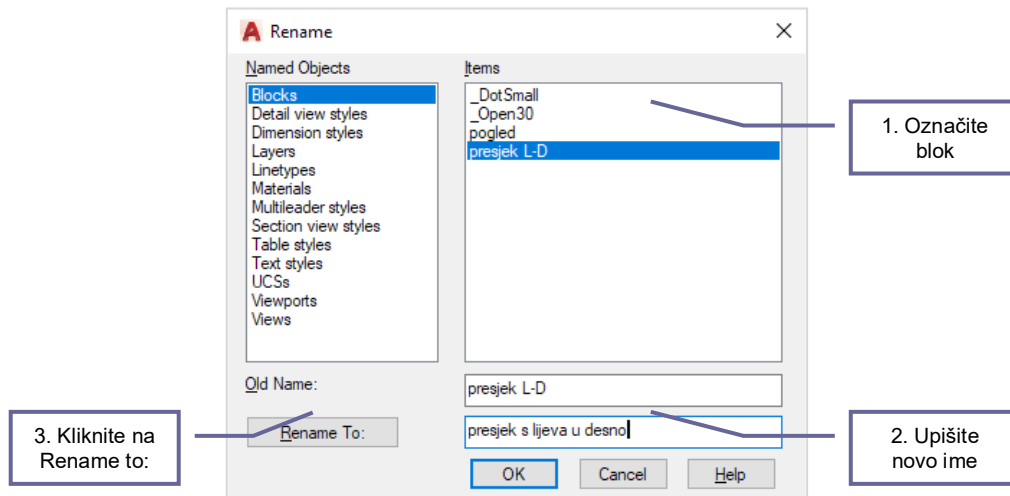 Rename
Named Objects
Blocks
Detail view styles
Dimension styles
Layers
Linetypes
Materials
Multileader styles
Section view styles
Table styles
Text styles
UCSs
Viewports
Views
Items
_DotSmall
_Open30
pogled
presjek L-D
1. Označite
blok
Old Name:
presjek L-D
Rename To:
presjek s lijeva u desno
OK
Cancel
Help
3. Kliknite na
Rename to:
2. Upišite
novo ime